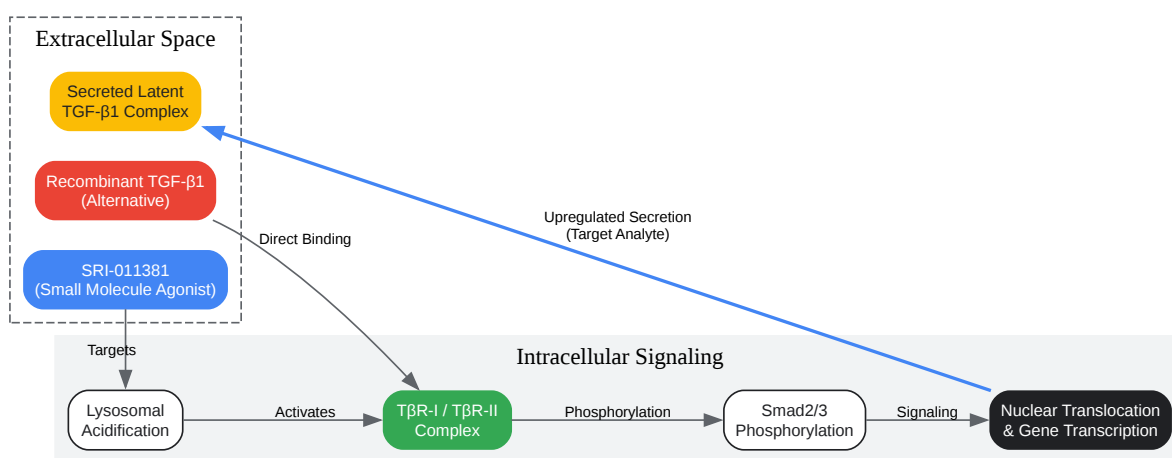 Extracellular Space
Secreted Latent
TGF-β1 Complex
Recombinant TGF-β1
(Alternative)
SRI-011381
(Small Molecule Agonist)
Direct Binding
Upregulated Secretion
(Target Analyte)
Targets
Intracellular Signaling
Lysosomal
Acidification
Activates
TβR-I / TβR-II
Complex
Phosphorylation
Smad2/3
Phosphorylation
Signaling
Nuclear Translocation
& Gene Transcription